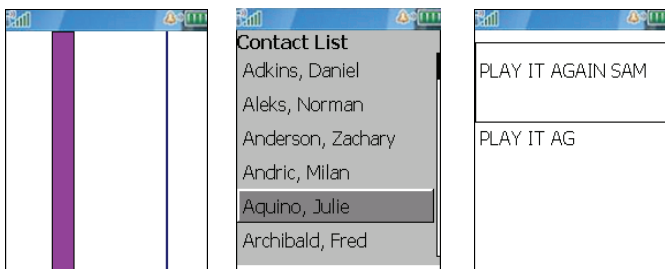 Contact List
Adkins, Daniel
Aleks, Norman
Anderson, Zachary
Andric, Milan
Aquino, Julie
Archibald, Fred
PLAY IT AGAIN SAM
PLAY IT AG